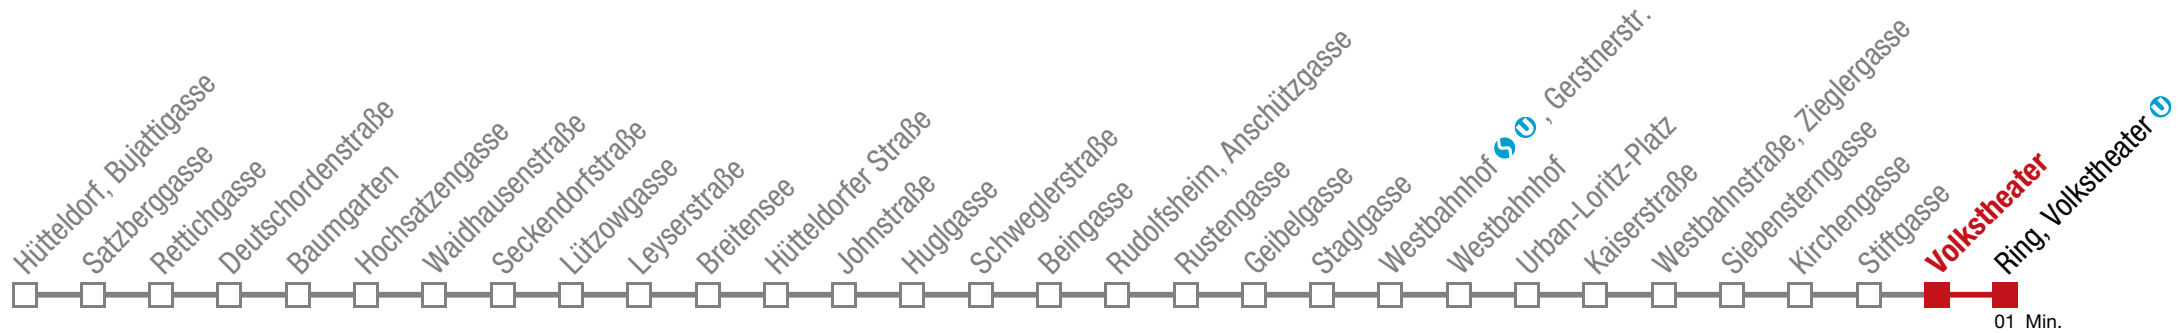 Hütteldorf, Bujattigasse
Satzberggasse
Rettichgasse
Deutschordenstraße
Baumgarten
Hochsatzengasse
Waidhausenstraße
Seckendorfstraße
Lützowgasse
Leyserstraße
Breitensee
Hütteldorfer Straße
Johnstraße
Huglgasse
Schweglerstraße
Beingasse
Rudolfsheim, Anschützgasse
Rustengasse
Geibelgasse
Staglgasse
Westbahnhof S U , Gerstnerstr.
Westbahnhof
Urban-Loritz-Platz
Kaiserstraße
Westbahnstraße, Zieglergasse
Siebensterngasse
Kirchengasse
Stiftgasse
Volkstheater
Ring, Volkstheater U
01 Min.